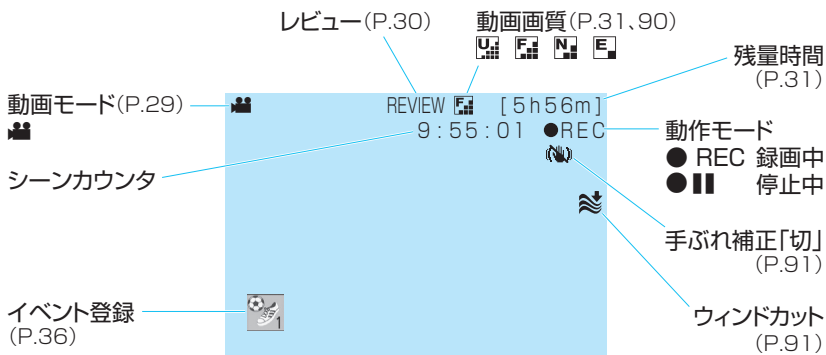 レビュー(P.30)
動画画質(P.31、90)
U F N E
残量時間
(P.31)
動画モード(P.29)
REVIEW F [5h56m]
9:55:01 ●REC
動作モード
● REC 録画中
●❚❚ 停止中
シーンカウンタ
手ぶれ補正「切」
(P.91)
イベント登録
(P.36)
1
ウィンドカット
(P.91)